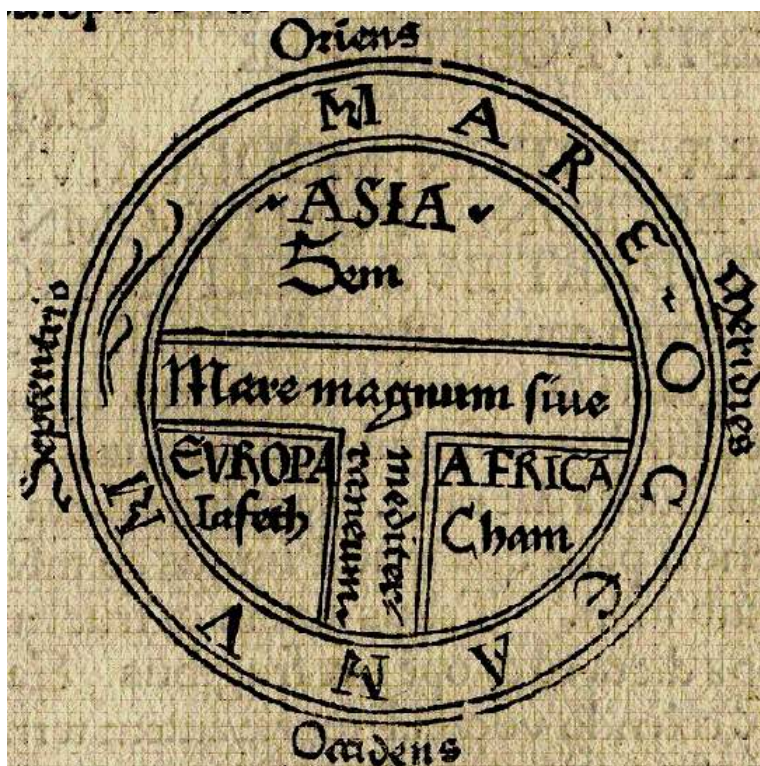 Oriens
MARE ~ OCEANVM
~ ASIA ~
Sem
Septentrio
Meridies
Mare magnum ſiue
mediter/
raneum.
EVROPA
Iafeth
AFRICA
Cham
Occidens